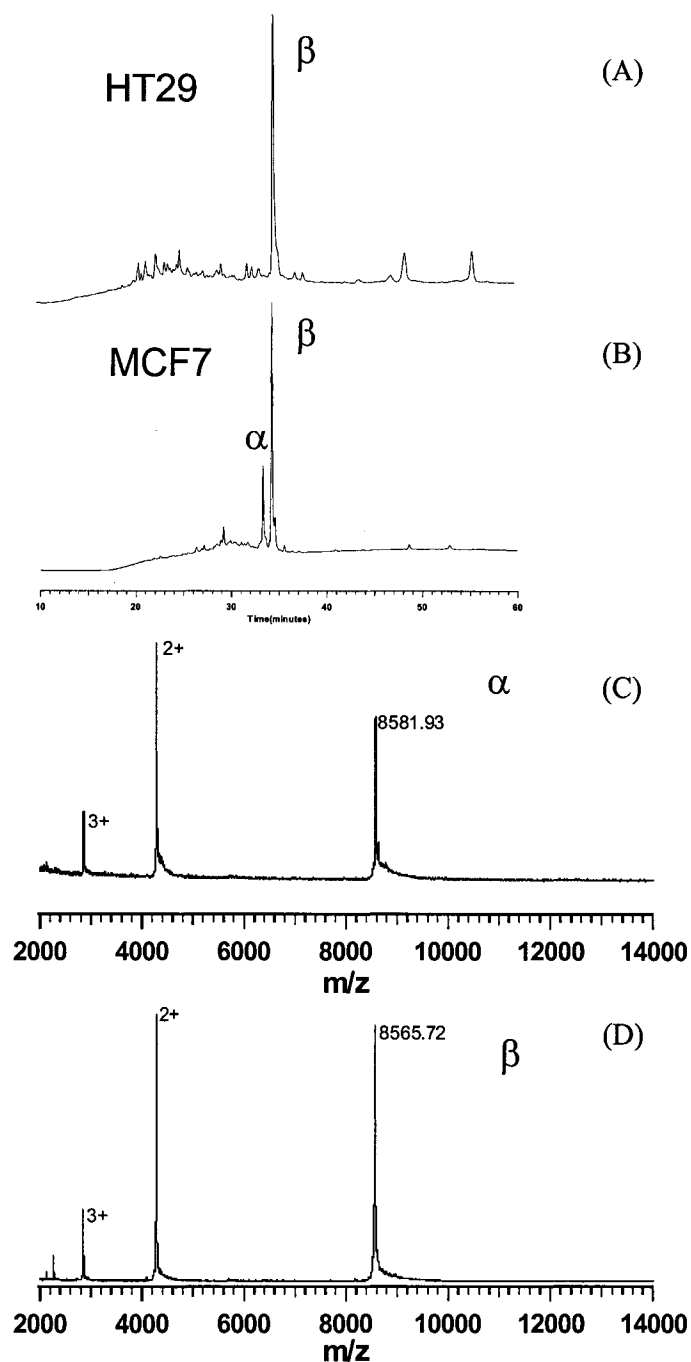 β
(A)
HT29
β
(B)
MCF7
α
10 20 30 40 50 60
Time(minutes)
2+
α
(C)
8581.93
3+
2000 4000 6000 8000 10000 12000 14000
m/z
2+
(D)
8565.72
β
3+
2000 4000 6000 8000 10000 12000 14000
m/z